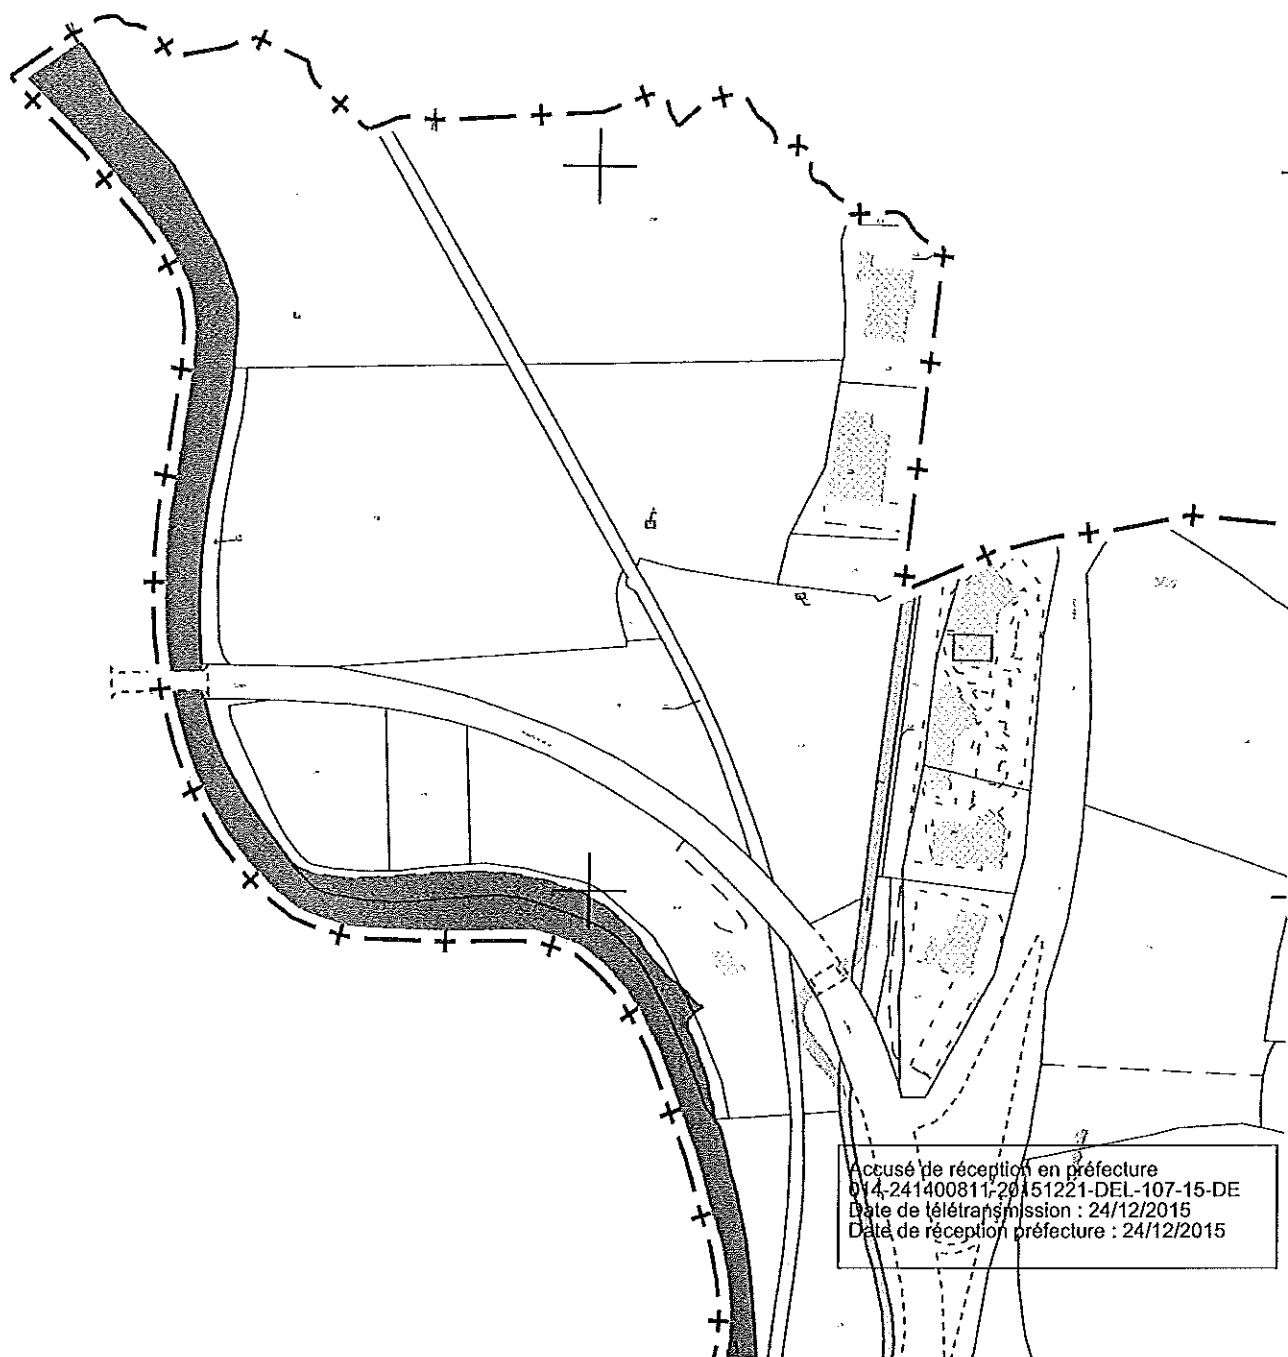 Accusé de réception en préfecture
014-241400811-20151221-DEL-107-15-DE
Date de télétransmission : 24/12/2015
Date de réception préfecture : 24/12/2015